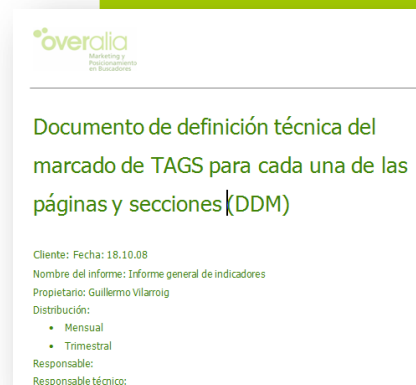 overalia
Marketing y
Posicionamiento
en Buscadores
Documento de definición técnica del
marcado de TAGS para cada una de las
páginas y secciones (DDM)
Cliente: Fecha: 18.10.08
Nombre del informe: Informe general de indicadores
Propietario: Guillermo Vilarroig
Distribución:
• Mensual
• Trimestral
Responsable:
Responsable técnico: